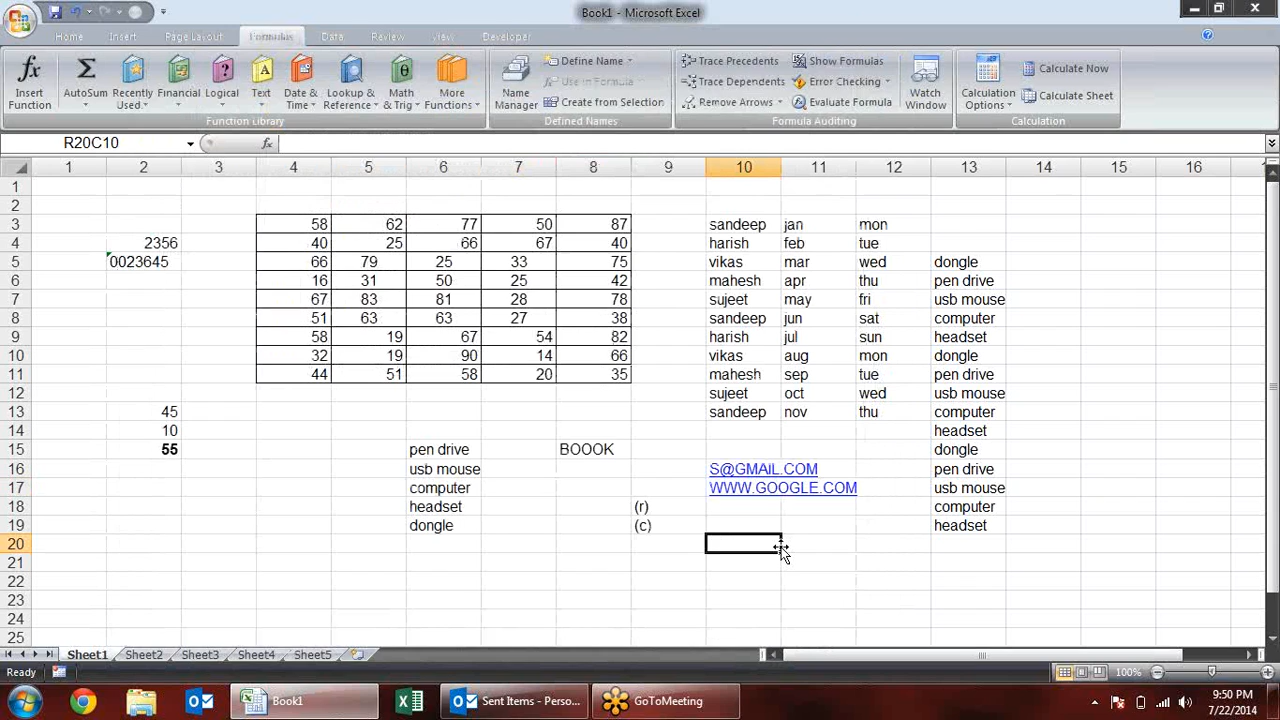 Book1 - Microsoft Excel
Home Insert Page Layout Formulas Data Review View Developer
Insert Function
AutoSum
Recently Used
Financial
Logical
Text
Date & Time
Lookup & Reference
Math & Trig
More Functions
Function Library
Name Manager
Define Name
Use in Formula
Create from Selection
Defined Names
Trace Precedents
Trace Dependents
Remove Arrows
Show Formulas
Error Checking
Evaluate Formula
Formula Auditing
Watch Window
Calculation Options
Calculate Now
Calculate Sheet
Calculation
R20C10 fx
1 2 3 4 5 6 7 8 9 10 11 12 13 14 15 16
1
2
3 58 62 77 50 87 sandeep jan mon
4 2356 40 25 66 67 40 harish feb tue
5 0023645 66 79 25 33 75 vikas mar wed dongle
6 16 31 50 25 42 mahesh apr thu pen drive
7 67 83 81 28 78 sujeet may fri usb mouse
8 51 63 63 27 38 sandeep jun sat computer
9 58 19 67 54 82 harish jul sun headset
10 32 19 90 14 66 vikas aug mon dongle
11 44 51 58 20 35 mahesh sep tue pen drive
12 sujeet oct wed usb mouse
13 45 sandeep nov thu computer
14 10 headset
15 55 pen drive BOOOK dongle
16 usb mouse S@GMAIL.COM pen drive
17 computer WWW.GOOGLE.COM usb mouse
18 headset (r) computer
19 dongle (c) headset
20
21
22
23
24
25
Sheet1 Sheet2 Sheet3 Sheet4 Sheet5
Ready 100%
Book1 Sent Items - Perso... GoToMeeting
9:50 PM
7/22/2014